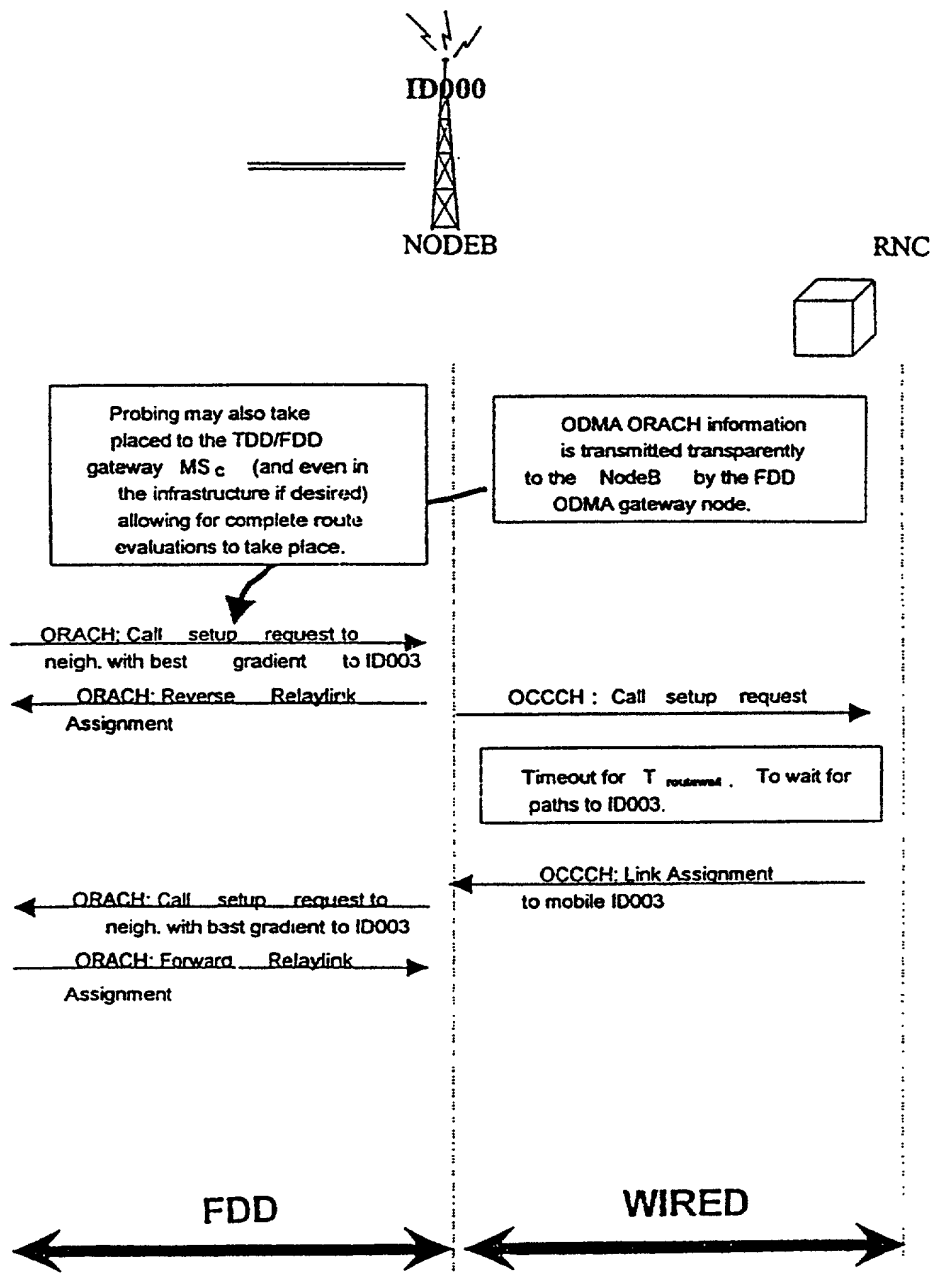 ID000
NODEB
RNC
Probing may also take
placed to the TDD/FDD
gateway MS c (and even in
the infrastructure if desired)
allowing for complete route
evaluations to take place.
ODMA ORACH information
is transmitted transparently
to the NodeB by the FDD
ODMA gateway node.
ORACH: Call setup request to
neigh. with best gradient to ID003
ORACH: Reverse Relaylink
Assignment
OCCCH : Call setup request
Timeout for T . To wait for
paths to ID003.
OCCCH: Link Assignment
to mobile ID003
ORACH: Call setup request to
neigh. with best gradient to ID003
ORACH: Forward Relaylink
Assignment
FDD
WIRED